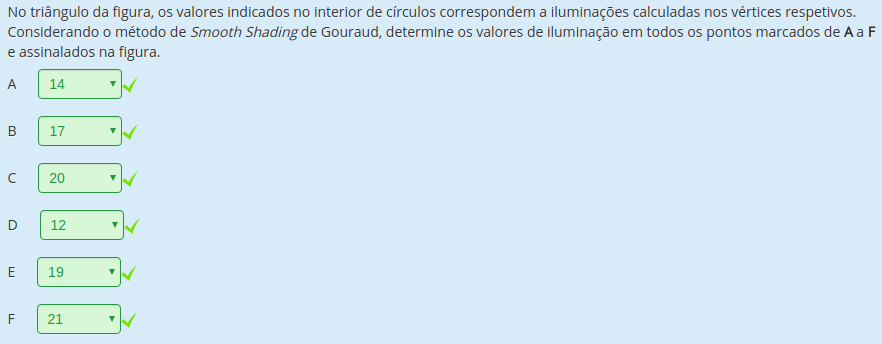 No triângulo da figura, os valores indicados no interior de círculos correspondem a iluminações calculadas nos vértices respetivos.
Considerando o método de Smooth Shading de Gouraud, determine os valores de iluminação em todos os pontos marcados de A a F
e assinalados na figura.
A 14
B 17
C 20
D 12
E 19
F 21